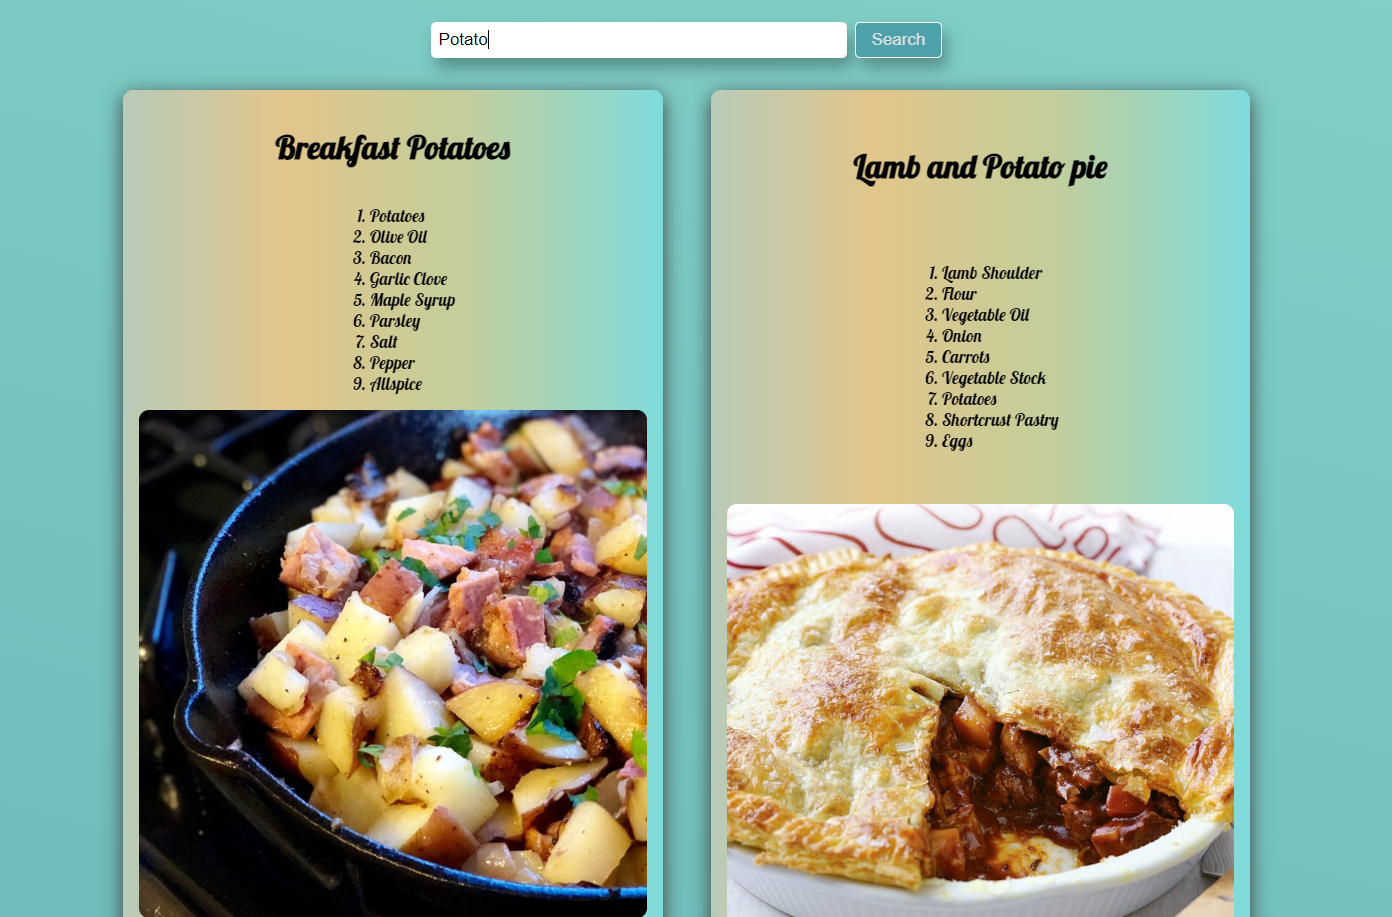 Potato
Search
Breakfast Potatoes
1. Potatoes
2. Olive Oil
3. Bacon
4. Garlic Clove
5. Maple Syrup
6. Parsley
7. Salt
8. Pepper
9. Allspice
Lamb and Potato pie
1. Lamb Shoulder
2. Flour
3. Vegetable Oil
4. Onion
5. Carrots
6. Vegetable Stock
7. Potatoes
8. Shortcrust Pastry
9. Eggs